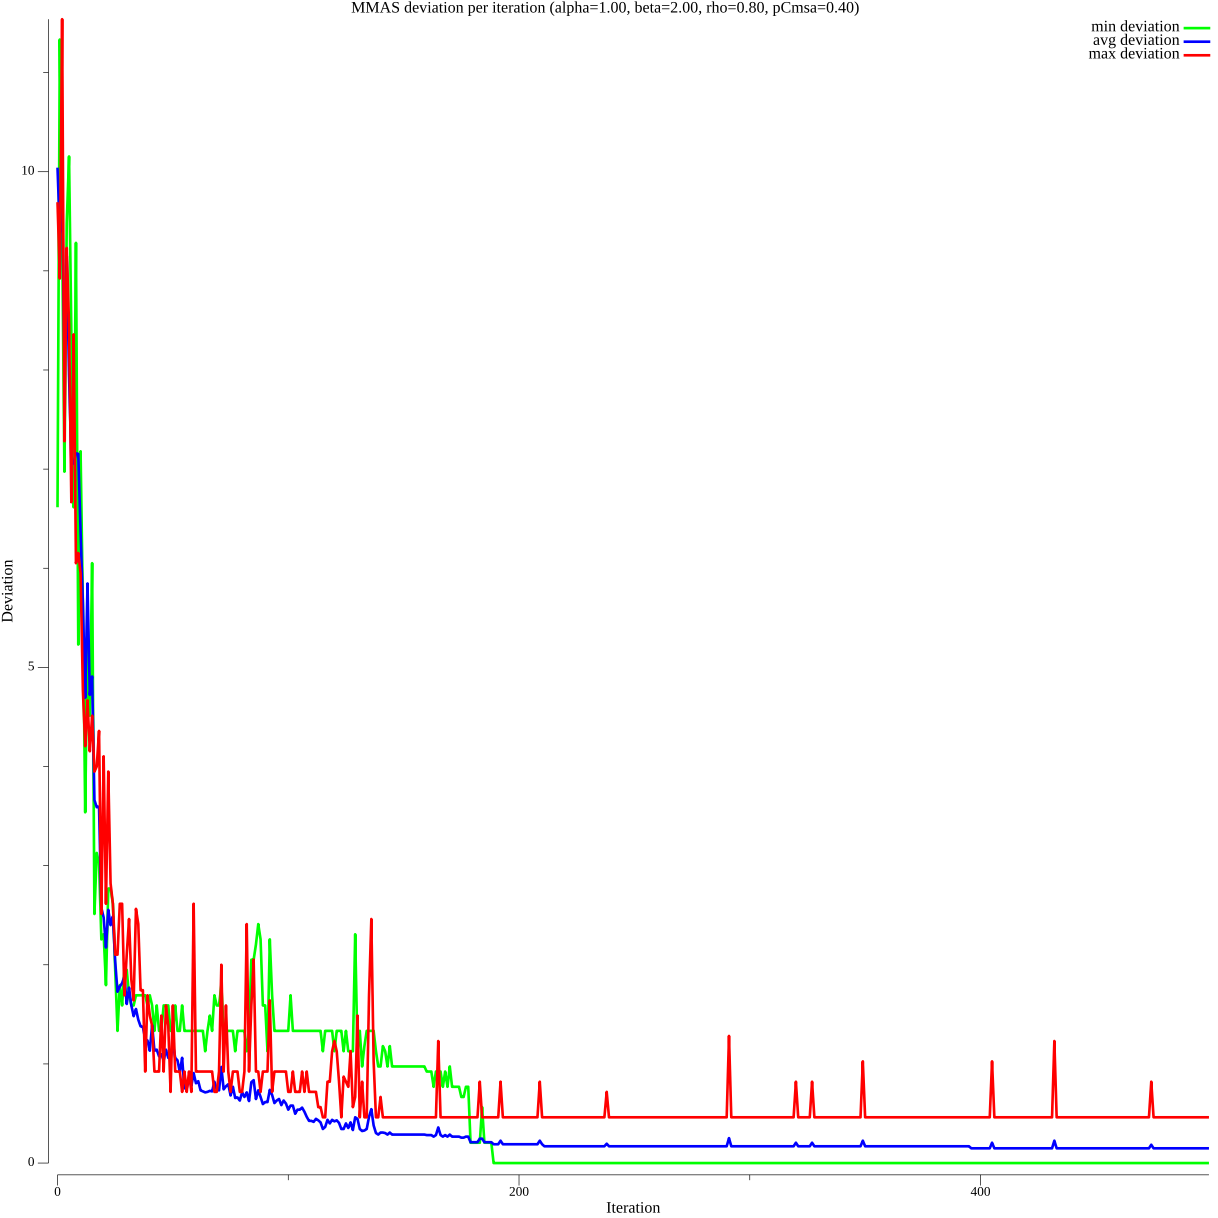 MMAS deviation per iteration (alpha=1.00, beta=2.00, rho=0.80, pCmsa=0.40)
min deviation
avg deviation
max deviation
10
5
0
Deviation
0
200
400
Iteration